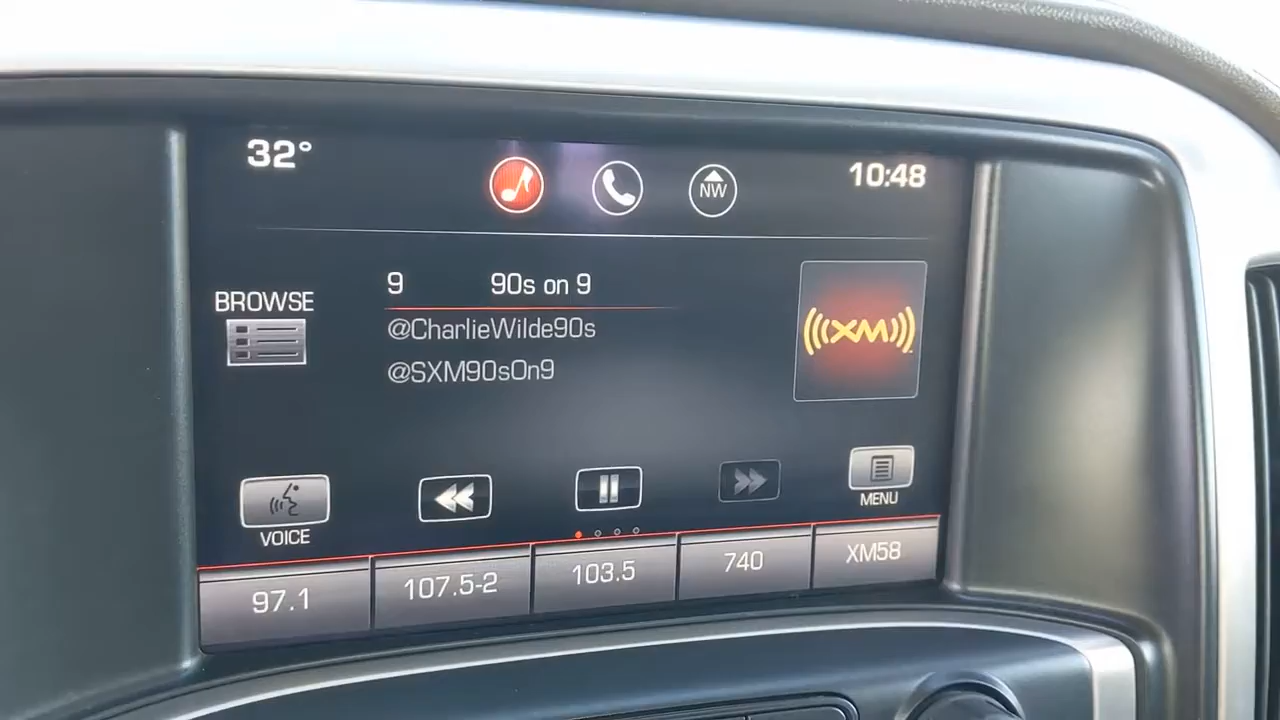 32°
NW
10:48
BROWSE
9 90s on 9
@CharlieWilde90s
@SXM90sOn9
((XM))
VOICE
MENU
97.1
107.5-2
103.5
740
XM58